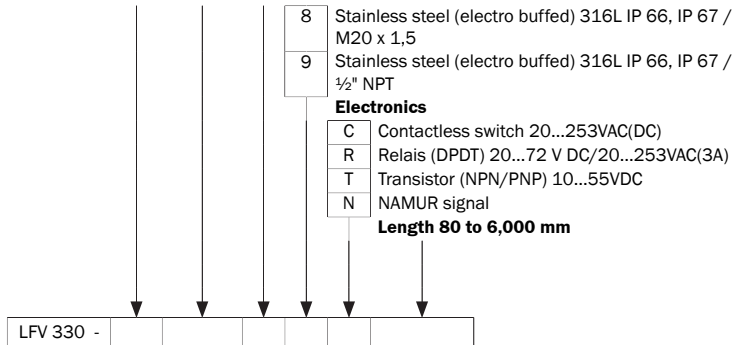 8 Stainless steel (electro buffed) 316L IP 66, IP 67 /
M20 x 1,5
9 Stainless steel (electro buffed) 316L IP 66, IP 67 /
½" NPT
Electronics
C Contactless switch 20...253VAC(DC)
R Relais (DPDT) 20...72 V DC/20...253VAC(3A)
T Transistor (NPN/PNP) 10...55VDC
N NAMUR signal
Length 80 to 6,000 mm
LFV 330 -